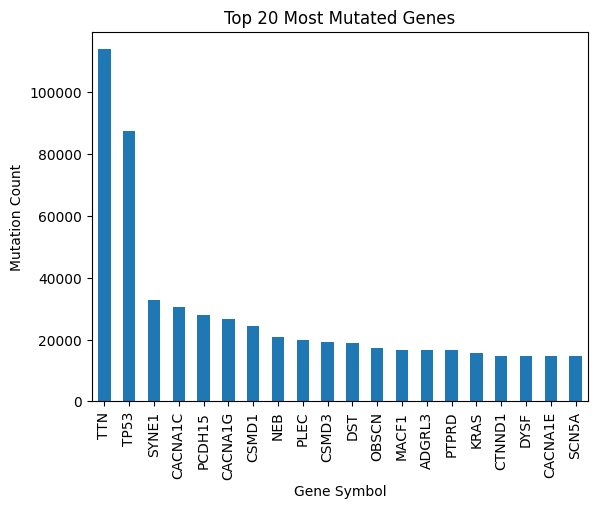 Top 20 Most Mutated Genes
Mutation Count
100000
80000
60000
40000
20000
0
TTN
TP53
SYNE1
CACNA1C
PCDH15
CACNA1G
CSMD1
NEB
PLEC
CSMD3
DST
OBSCN
MACF1
ADGRL3
PTPRD
KRAS
CTNND1
DYSF
CACNA1E
SCN5A
Gene Symbol